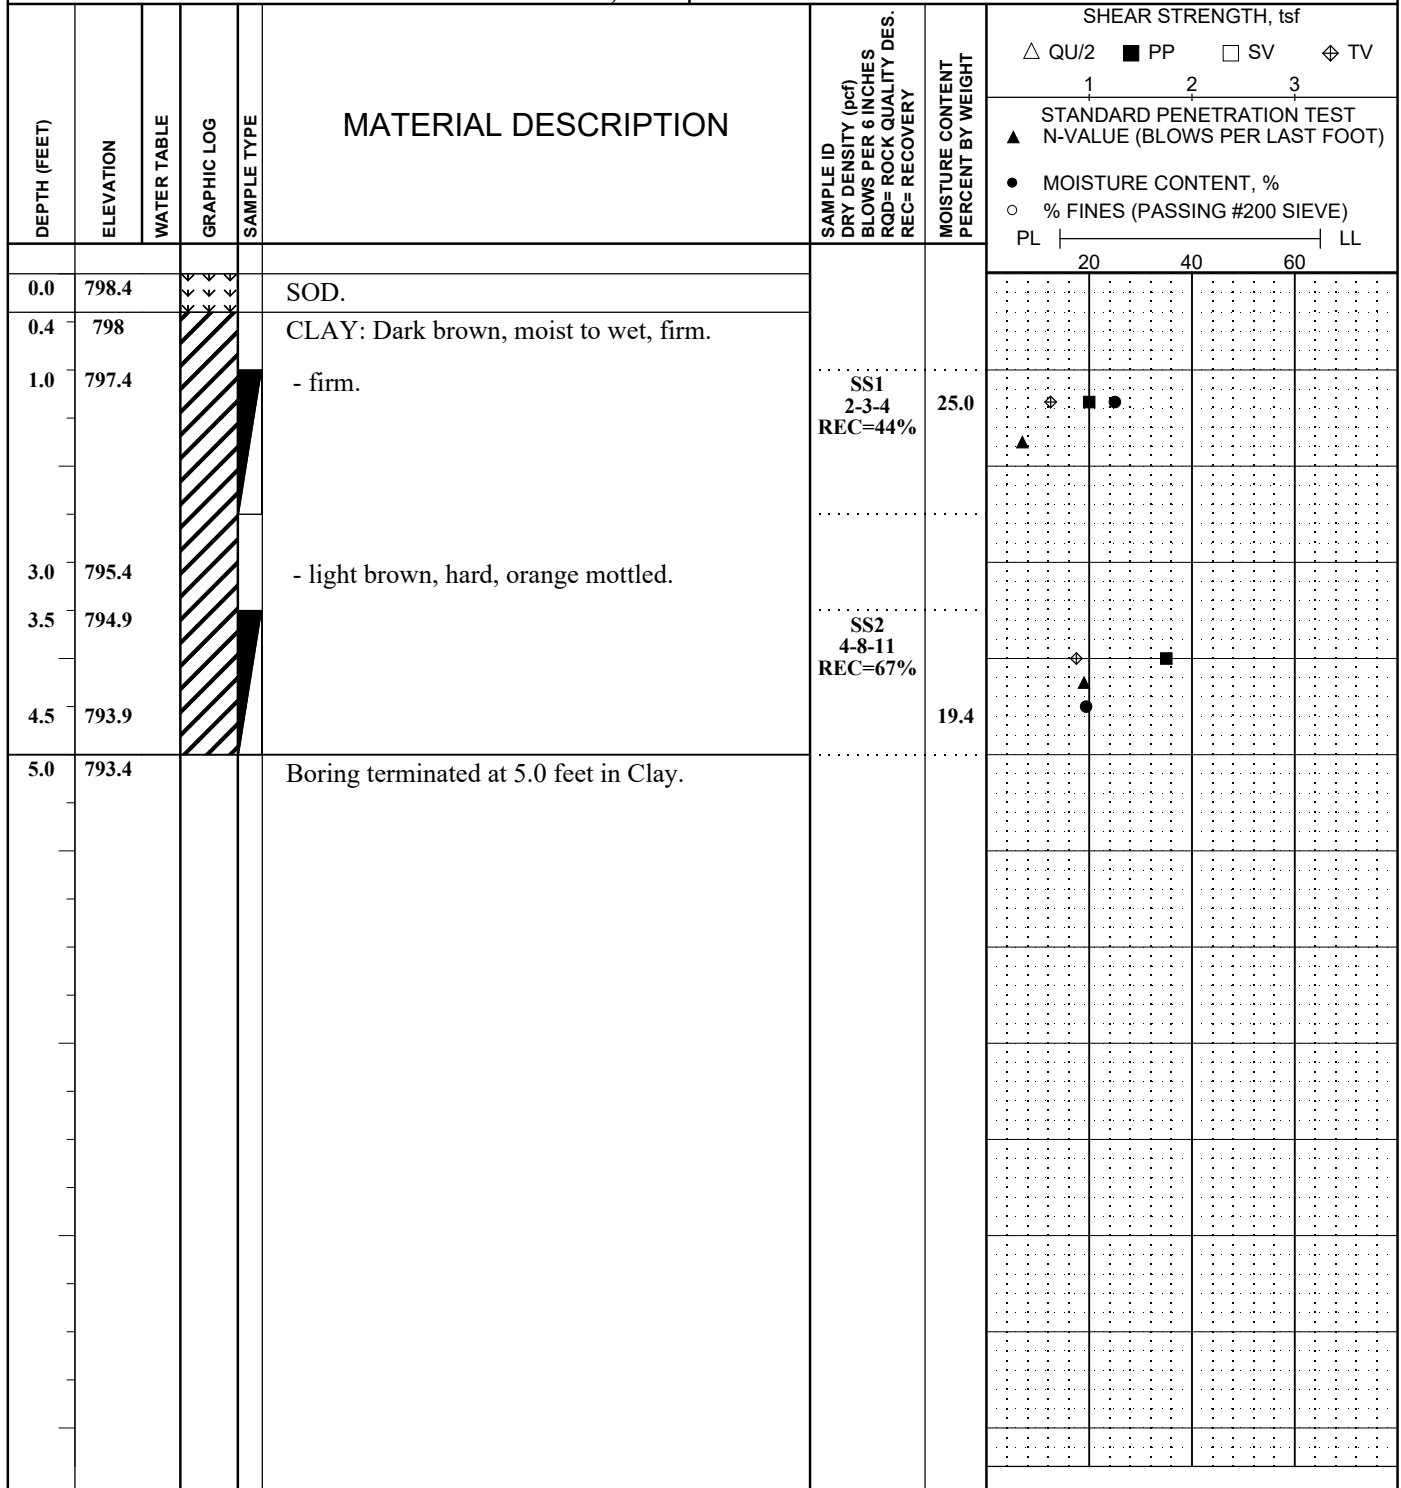 SHEAR STRENGTH, tsf
QU/2 PP SV TV
1 2 3
DEPTH (FEET)
ELEVATION
WATER TABLE
GRAPHIC LOG
SAMPLE TYPE
MATERIAL DESCRIPTION
SAMPLE ID
DRY DENSITY (pcf)
BLOWS PER 6 INCHES
RQD= ROCK QUALITY DES.
REC= RECOVERY
MOISTURE CONTENT
PERCENT BY WEIGHT
STANDARD PENETRATION TEST
N-VALUE (BLOWS PER LAST FOOT)
MOISTURE CONTENT, %
% FINES (PASSING #200 SIEVE)
PL LL
20 40 60
0.0 798.4 SOD.
0.4 798 CLAY: Dark brown, moist to wet, firm.
1.0 797.4 - firm.
SS1
2-3-4
REC=44%
25.0
3.0 795.4 - light brown, hard, orange mottled.
3.5 794.9
SS2
4-8-11
REC=67%
4.5 793.9 19.4
5.0 793.4 Boring terminated at 5.0 feet in Clay.